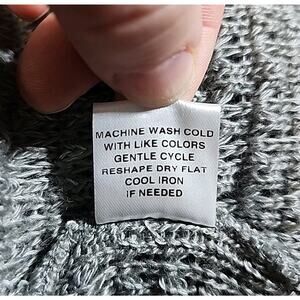 MACHINE WASH COLD
WITH LIKE COLORS
GENTLE CYCLE
RESHAPE DRY FLAT
COOL IRON
IF NEEDED